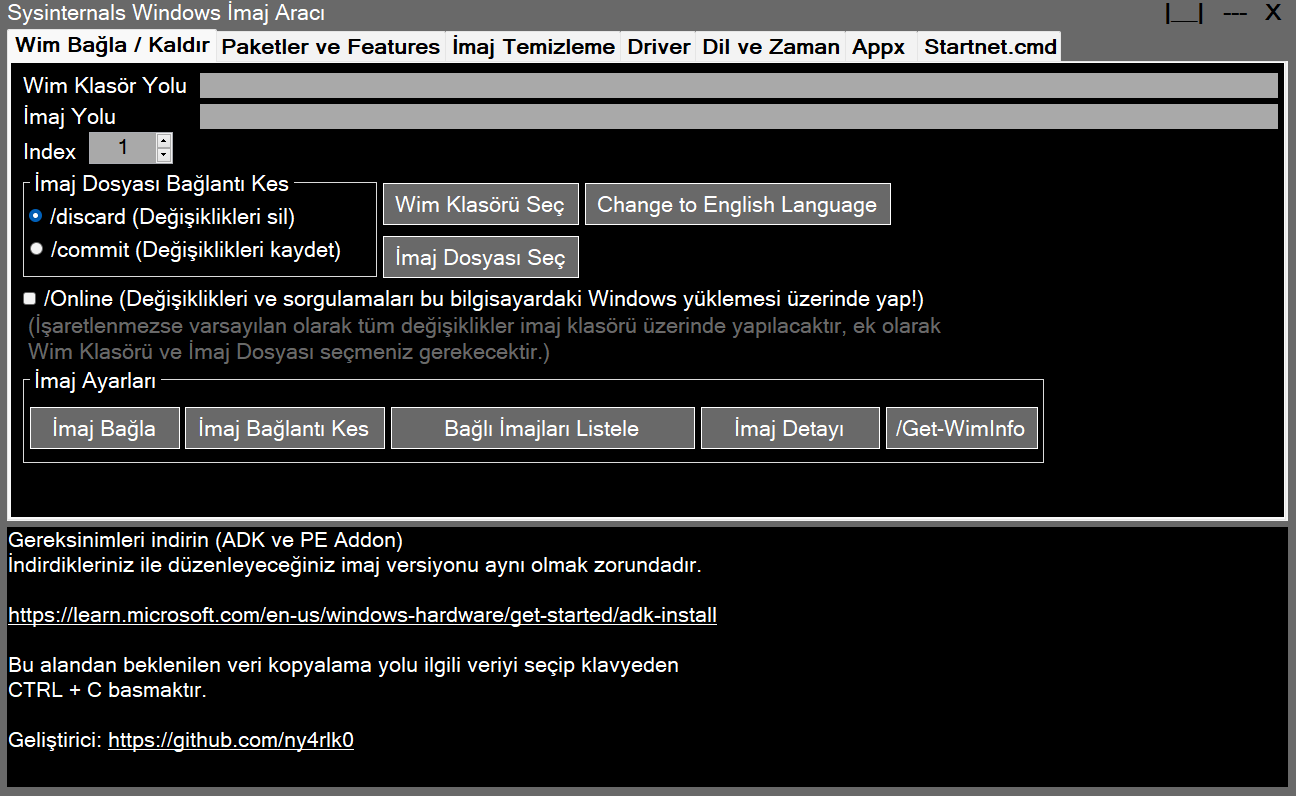 Sysinternals Windows İmaj Aracı
|__| --- X
Wim Bağla / Kaldır Paketler ve Features İmaj Temizleme Driver Dil ve Zaman Appx Startnet.cmd
Wim Klasör Yolu
İmaj Yolu
Index 1
İmaj Dosyası Bağlantı Kes
/discard (Değişiklikleri sil)
/commit (Değişiklikleri kaydet)
Wim Klasörü Seç Change to English Language
İmaj Dosyası Seç
/Online (Değişiklikleri ve sorgulamaları bu bilgisayardaki Windows yüklemesi üzerinde yap!)
(İşaretlenmezse varsayılan olarak tüm değişiklikler imaj klasörü üzerinde yapılacaktır, ek olarak
Wim Klasörü ve İmaj Dosyası seçmeniz gerekecektir.)
İmaj Ayarları
İmaj Bağla İmaj Bağlantı Kes Bağlı İmajları Listele İmaj Detayı /Get-WimInfo
Gereksinimleri indirin (ADK ve PE Addon)
İndirdikleriniz ile düzenleyeceğiniz imaj versiyonu aynı olmak zorundadır.
https://learn.microsoft.com/en-us/windows-hardware/get-started/adk-install
Bu alandan beklenilen veri kopyalama yolu ilgili veriyi seçip klavyeden
CTRL + C basmaktır.
Geliştirici: https://github.com/ny4rlk0